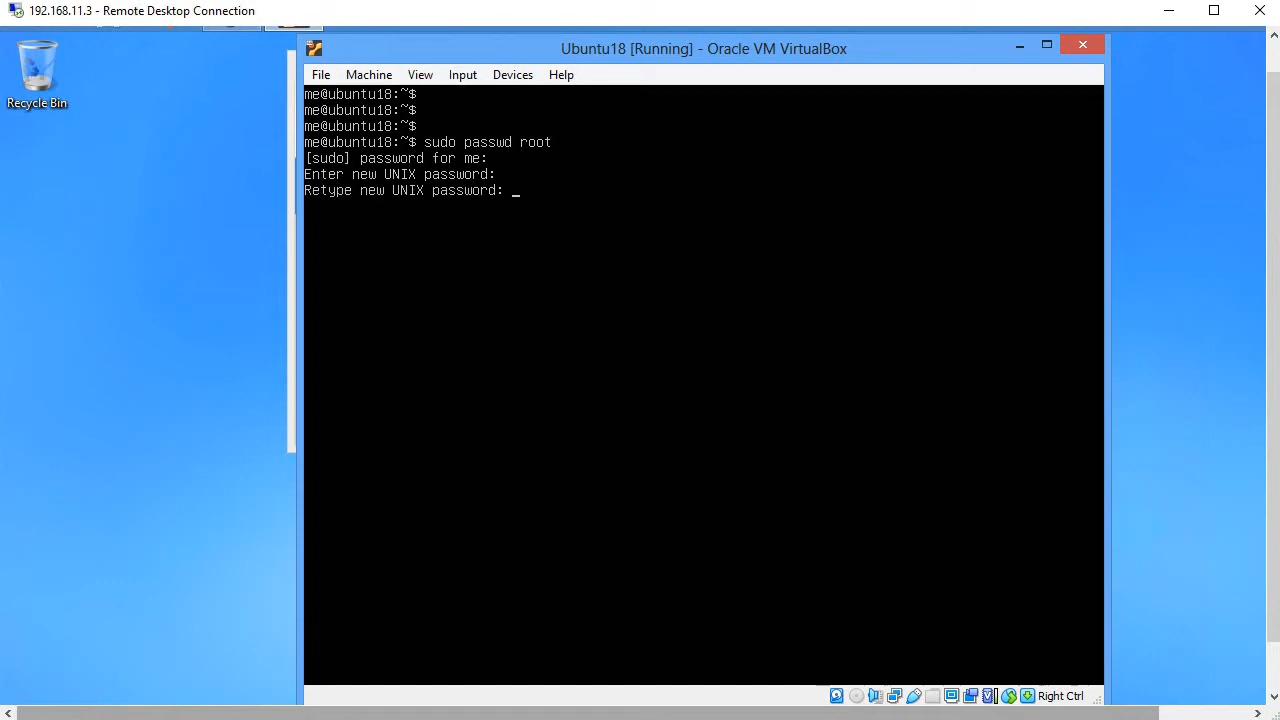 192.168.11.3 - Remote Desktop Connection
Recycle Bin
Ubuntu18 [Running] - Oracle VM VirtualBox
File Machine View Input Devices Help
me@ubuntu18:~$
me@ubuntu18:~$
me@ubuntu18:~$
me@ubuntu18:~$ sudo passwd root
[sudo] password for me:
Enter new UNIX password:
Retype new UNIX password: _
Right Ctrl